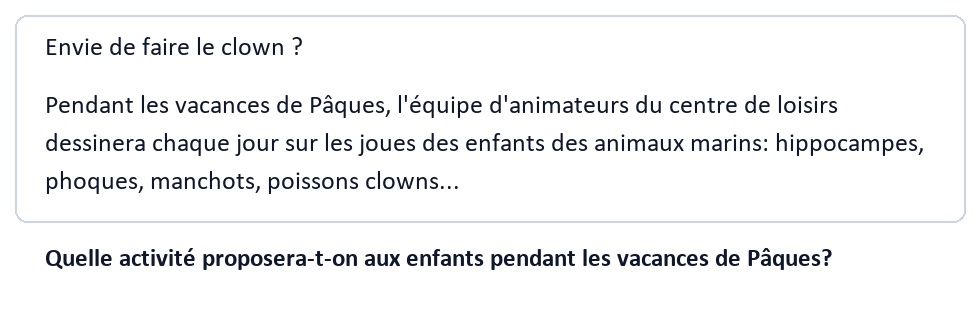 Envie de faire le clown ?
Pendant les vacances de Pâques, l'équipe d'animateurs du centre de loisirs
dessinera chaque jour sur les joues des enfants des animaux marins: hippocampes,
phoques, manchots, poissons clowns...
Quelle activité proposera-t-on aux enfants pendant les vacances de Pâques?